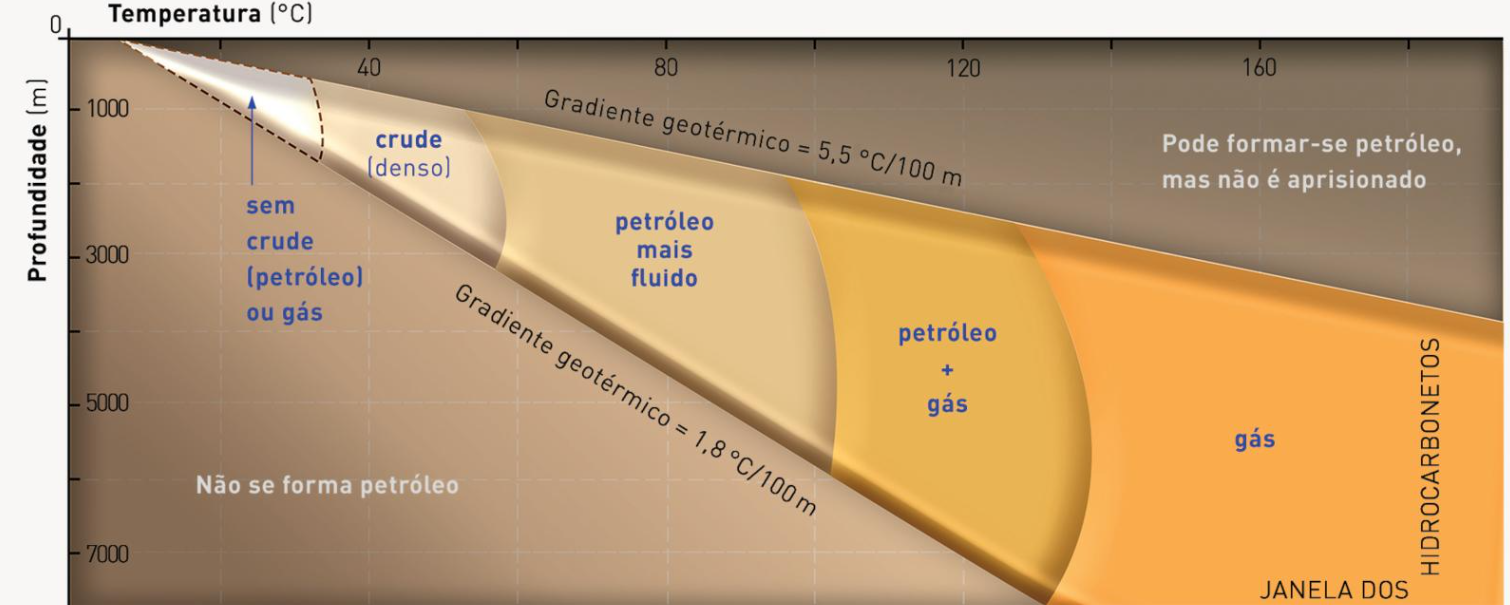 Temperatura (°C)
0
40
80
120
160
Profundidade (m)
1000
3000
5000
7000
Gradiente geotérmico = 5,5 °C/100 m
Pode formar-se petróleo,
mas não é aprisionado
crude
(denso)
sem
crude
(petróleo)
ou gás
petróleo
mais
fluido
Gradiente geotérmico = 1,8 °C/100 m
petróleo
+
gás
gás
Não se forma petróleo
JANELA DOS
HIDROCARBONETOS